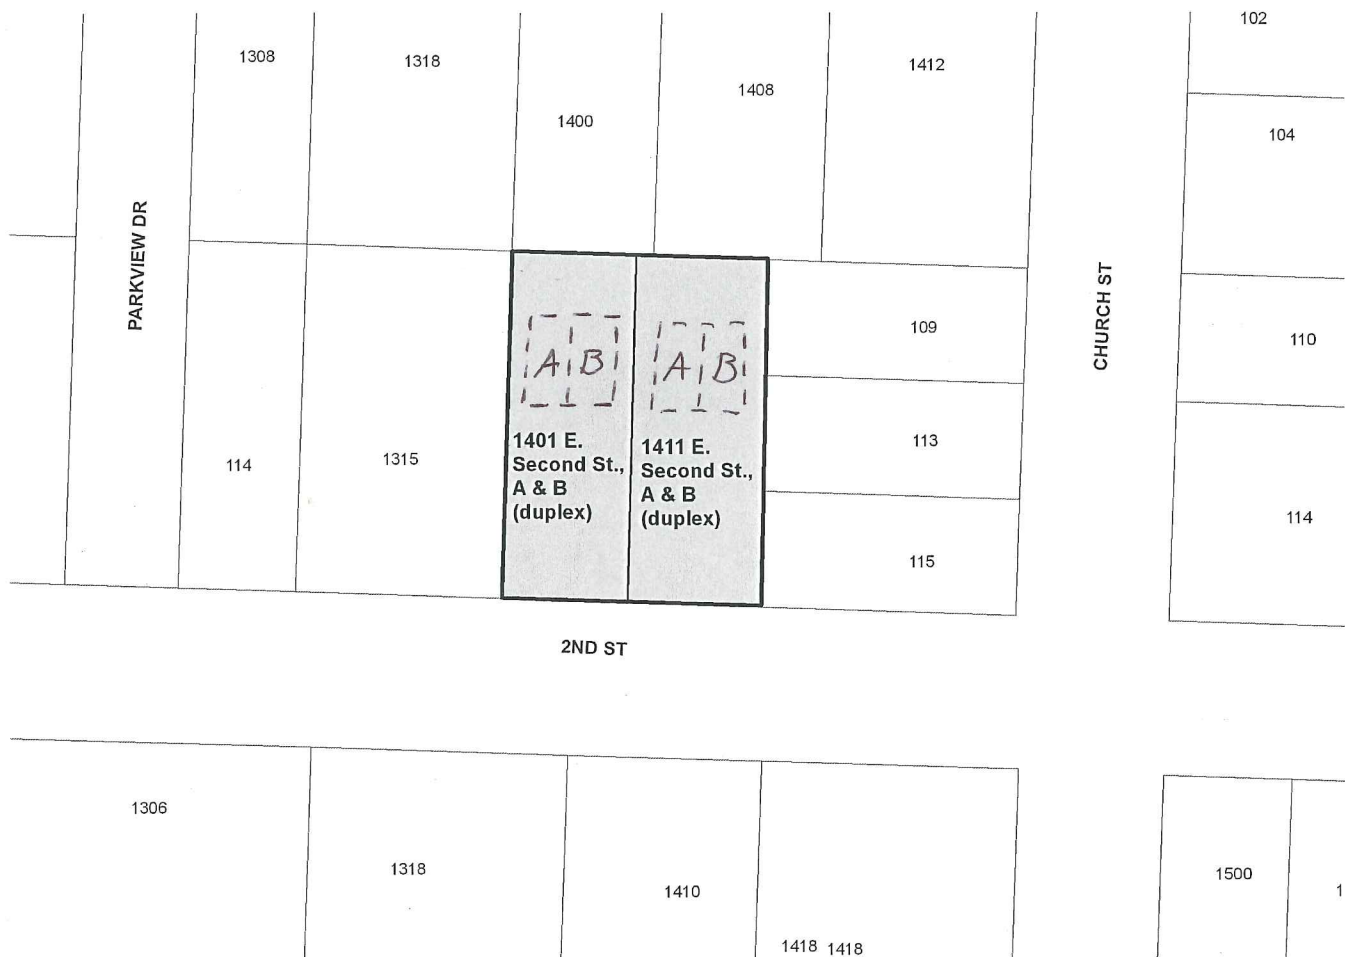 102
1308
1318
1412
1408
1400
104
PARKVIEW DR
CHURCH ST
109
110
A B
A B
1401 E.
Second St.,
A & B
(duplex)
1411 E.
Second St.,
A & B
(duplex)
113
114
1315
114
115
2ND ST
1306
1318
1410
1500
1
1418 1418